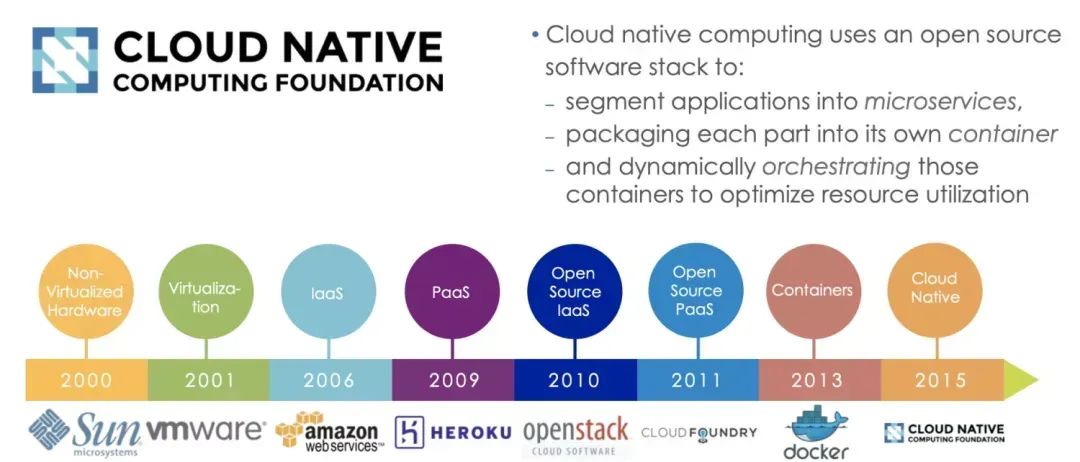 CLOUD NATIVE
COMPUTING FOUNDATION
• Cloud native computing uses an open source
software stack to:
– segment applications into microservices,
– packaging each part into its own container
– and dynamically orchestrating those
containers to optimize resource utilization
Non-
Virtualized
Hardware
Virtualiza-
tion
IaaS
PaaS
Open
Source
IaaS
Open
Source
PaaS
Containers
Cloud
Native
2000
2001
2006
2009
2010
2011
2013
2015
Sun
microsystems
vmware®
amazon
webservices™
HEROKU
openstack
CLOUD SOFTWARE
CLOUDFOUNDRY
docker
CLOUD NATIVE
COMPUTING FOUNDATION